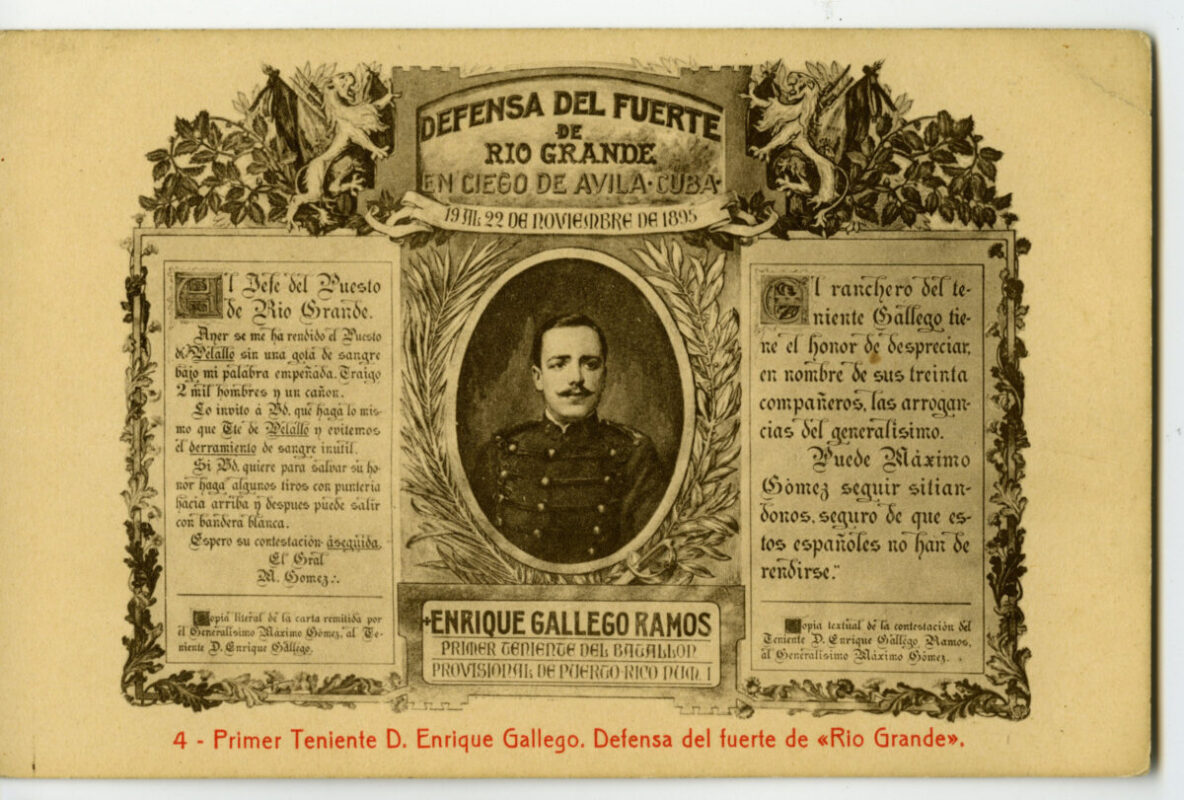 DEFENSA DEL FUERTE
DE
RIO GRANDE
EN CIEGO DE AVILA·CUBA·
19 AL 22 DE NOVIEMBRE DE 1895
Al Jefe del Puesto
de Rio Grande.
Ayer se me ha rendido el Puesto
de Pelallo sin una gota de sangre
bajo mi palabra empeñada. Traigo
2 mil hombres y un cañon.
Lo invito á Vd. que haga lo mis-
mo que Tte de Pelallo y evitemos
el derramiento de sangre inutil.
Si Vd. quiere para salvar su ho-
nor haga algunos tiros con punteria
hacia arriba y despues puede salir
con bandera blanca.
Espero su contestación aseguida.
El Gral
M. Gomez.:.
Copia literal de la carta remitida por
el Generalisimo Máximo Gómez, al Te-
niente D. Enrique Gallego.
+ENRIQUE GALLEGO RAMOS
PRIMER TENIENTE DEL BATALLON
PROVISIONAL DE PUERTO-RICO NUM. 1
El ranchero del te-
niente Gallego tie-
ne el honor de despreciar,
en nombre de sus treinta
compañeros, las arrogan-
cias del generalisimo.
Puede Máximo
Gómez seguir sitian-
donos, seguro de que es-
tos españoles no han de
rendirse."
Copia textual de la contestación del
Teniente D. Enrique Gallego Ramos,
al Generalisimo Máximo Gómez.
4 - Primer Teniente D. Enrique Gallego. Defensa del fuerte de «Rio Grande».